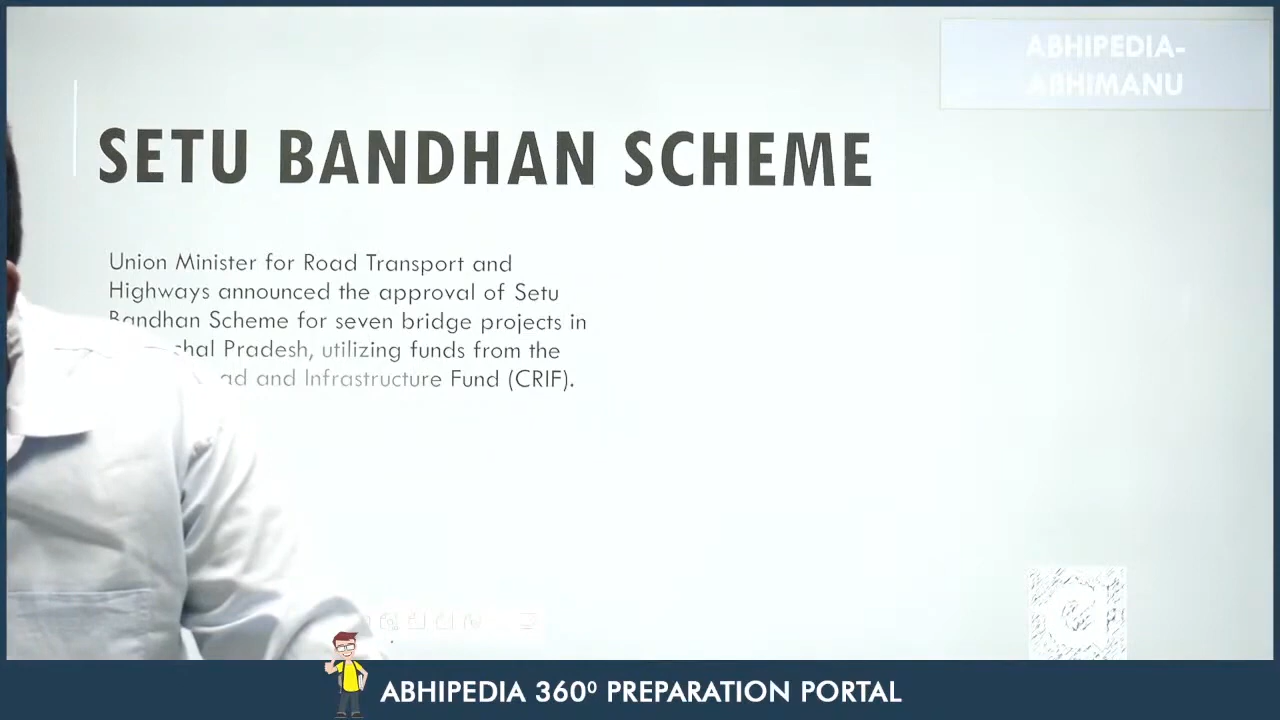 ABHIPEDIA-
ABHIMANU
SETU BANDHAN SCHEME
Union Minister for Road Transport and
Highways announced the approval of Setu
Bandhan Scheme for seven bridge projects in
Pradesh, utilizing funds from the
and Infrastructure Fund (CRIF).
ABHIPEDIA 360⁰ PREPARATION PORTAL